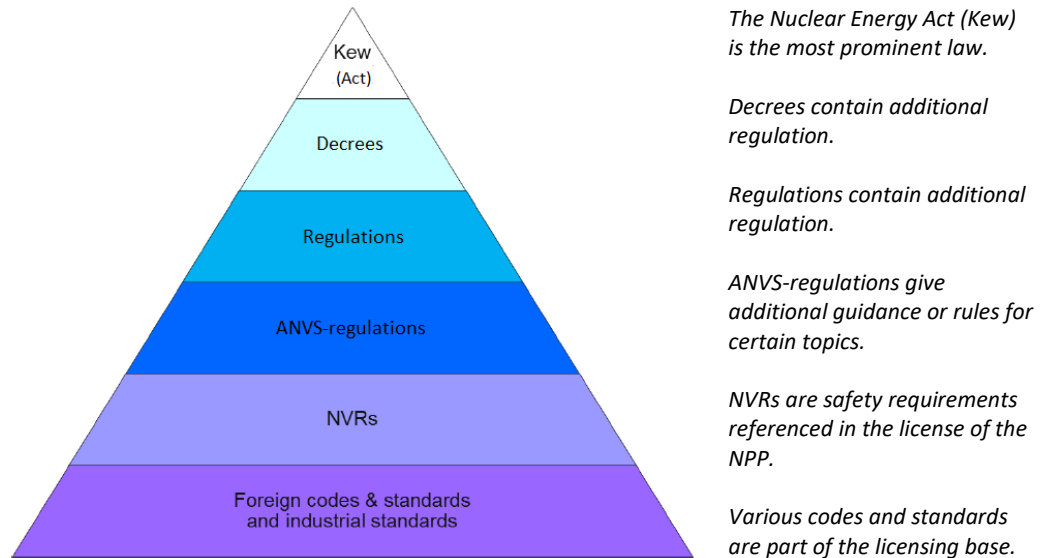 Kew
(Act)
The Nuclear Energy Act (Kew)
is the most prominent law.
Decrees
Decrees contain additional
regulation.
Regulations
Regulations contain additional
regulation.
ANVS-regulations
ANVS-regulations give
additional guidance or rules for
certain topics.
NVRs
NVRs are safety requirements
referenced in the license of the
NPP.
Foreign codes & standards
and industrial standards
Various codes and standards
are part of the licensing base.